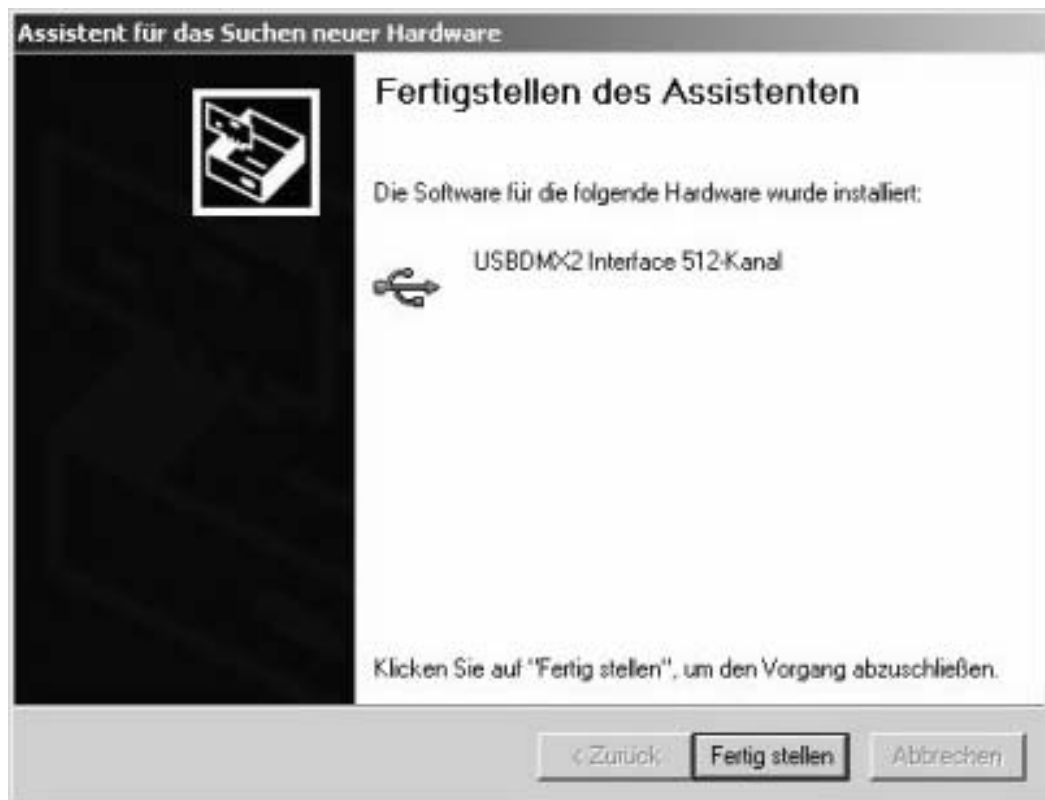 Assistent für das Suchen neuer Hardware
Fertigstellen des Assistenten
Die Software für die folgende Hardware wurde installiert:
USBDMX2 Interface 512-Kanal
Klicken Sie auf "Fertig stellen", um den Vorgang abzuschließen.
< Zurück Fertig stellen Abbrechen